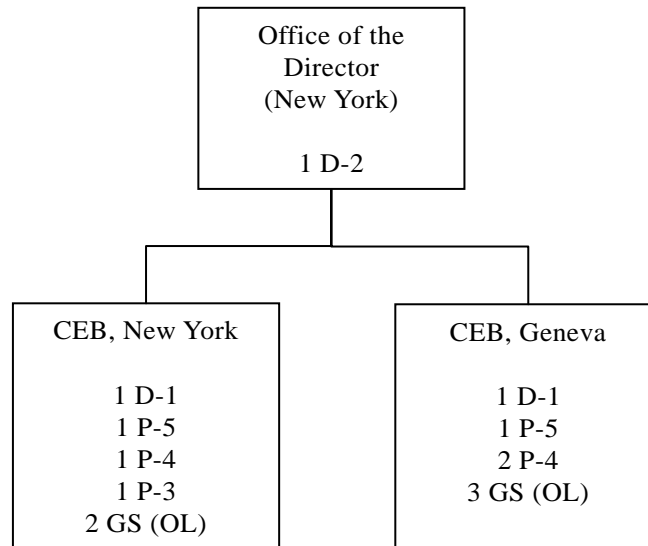 Office of the
Director
(New York)
1 D-2
CEB, New York
1 D-1
1 P-5
1 P-4
1 P-3
2 GS (OL)
CEB, Geneva
1 D-1
1 P-5
2 P-4
3 GS (OL)